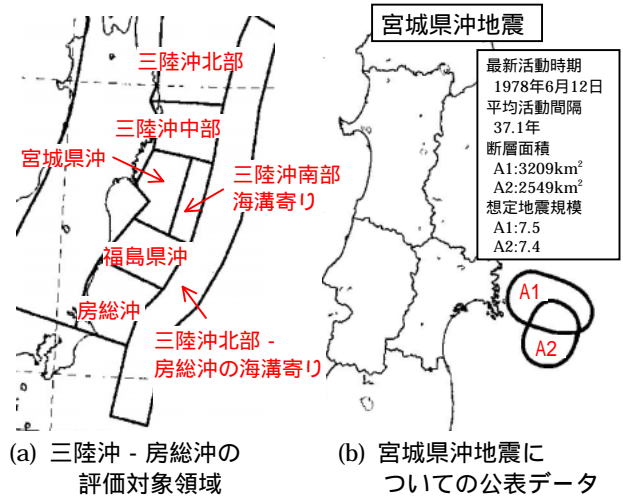 三陸沖北部
三陸沖中部
宮城県沖
三陸沖南部
海溝寄り
福島県沖
房総沖
三陸沖北部 -
房総沖の海溝寄り
(a) 三陸沖 - 房総沖の
評価対象領域
宮城県沖地震
最新活動時期
1978年6月12日
平均活動間隔
37.1年
断層面積
A1:3209km²
A2:2549km²
想定地震規模
A1:7.5
A2:7.4
A1
A2
(b) 宮城県沖地震に
ついての公表データ